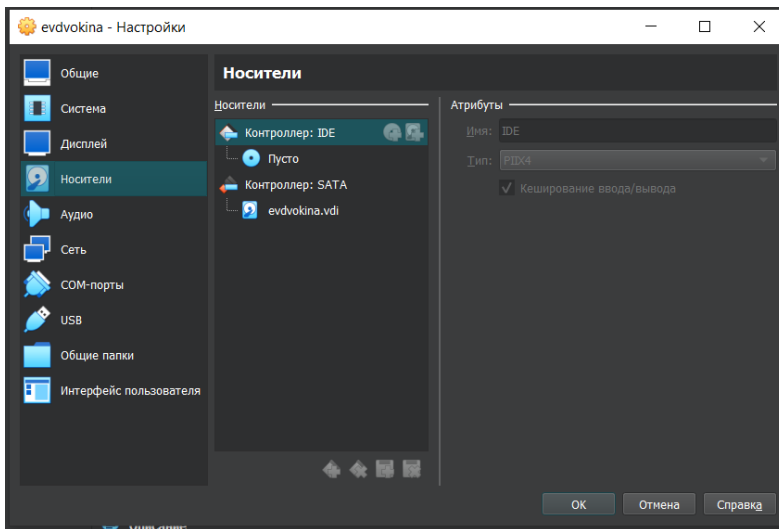 evdvokina - Настройки
Общие
Система
Дисплей
Носители
Аудио
Сеть
COM-порты
USB
Общие папки
Интерфейс пользователя
Носители
Носители
Контроллер: IDE
Пусто
Контроллер: SATA
evdvokina.vdi
Атрибуты
Имя: IDE
Тип: PIIX4
Кеширование ввода/вывода
OK
Отмена
Справка